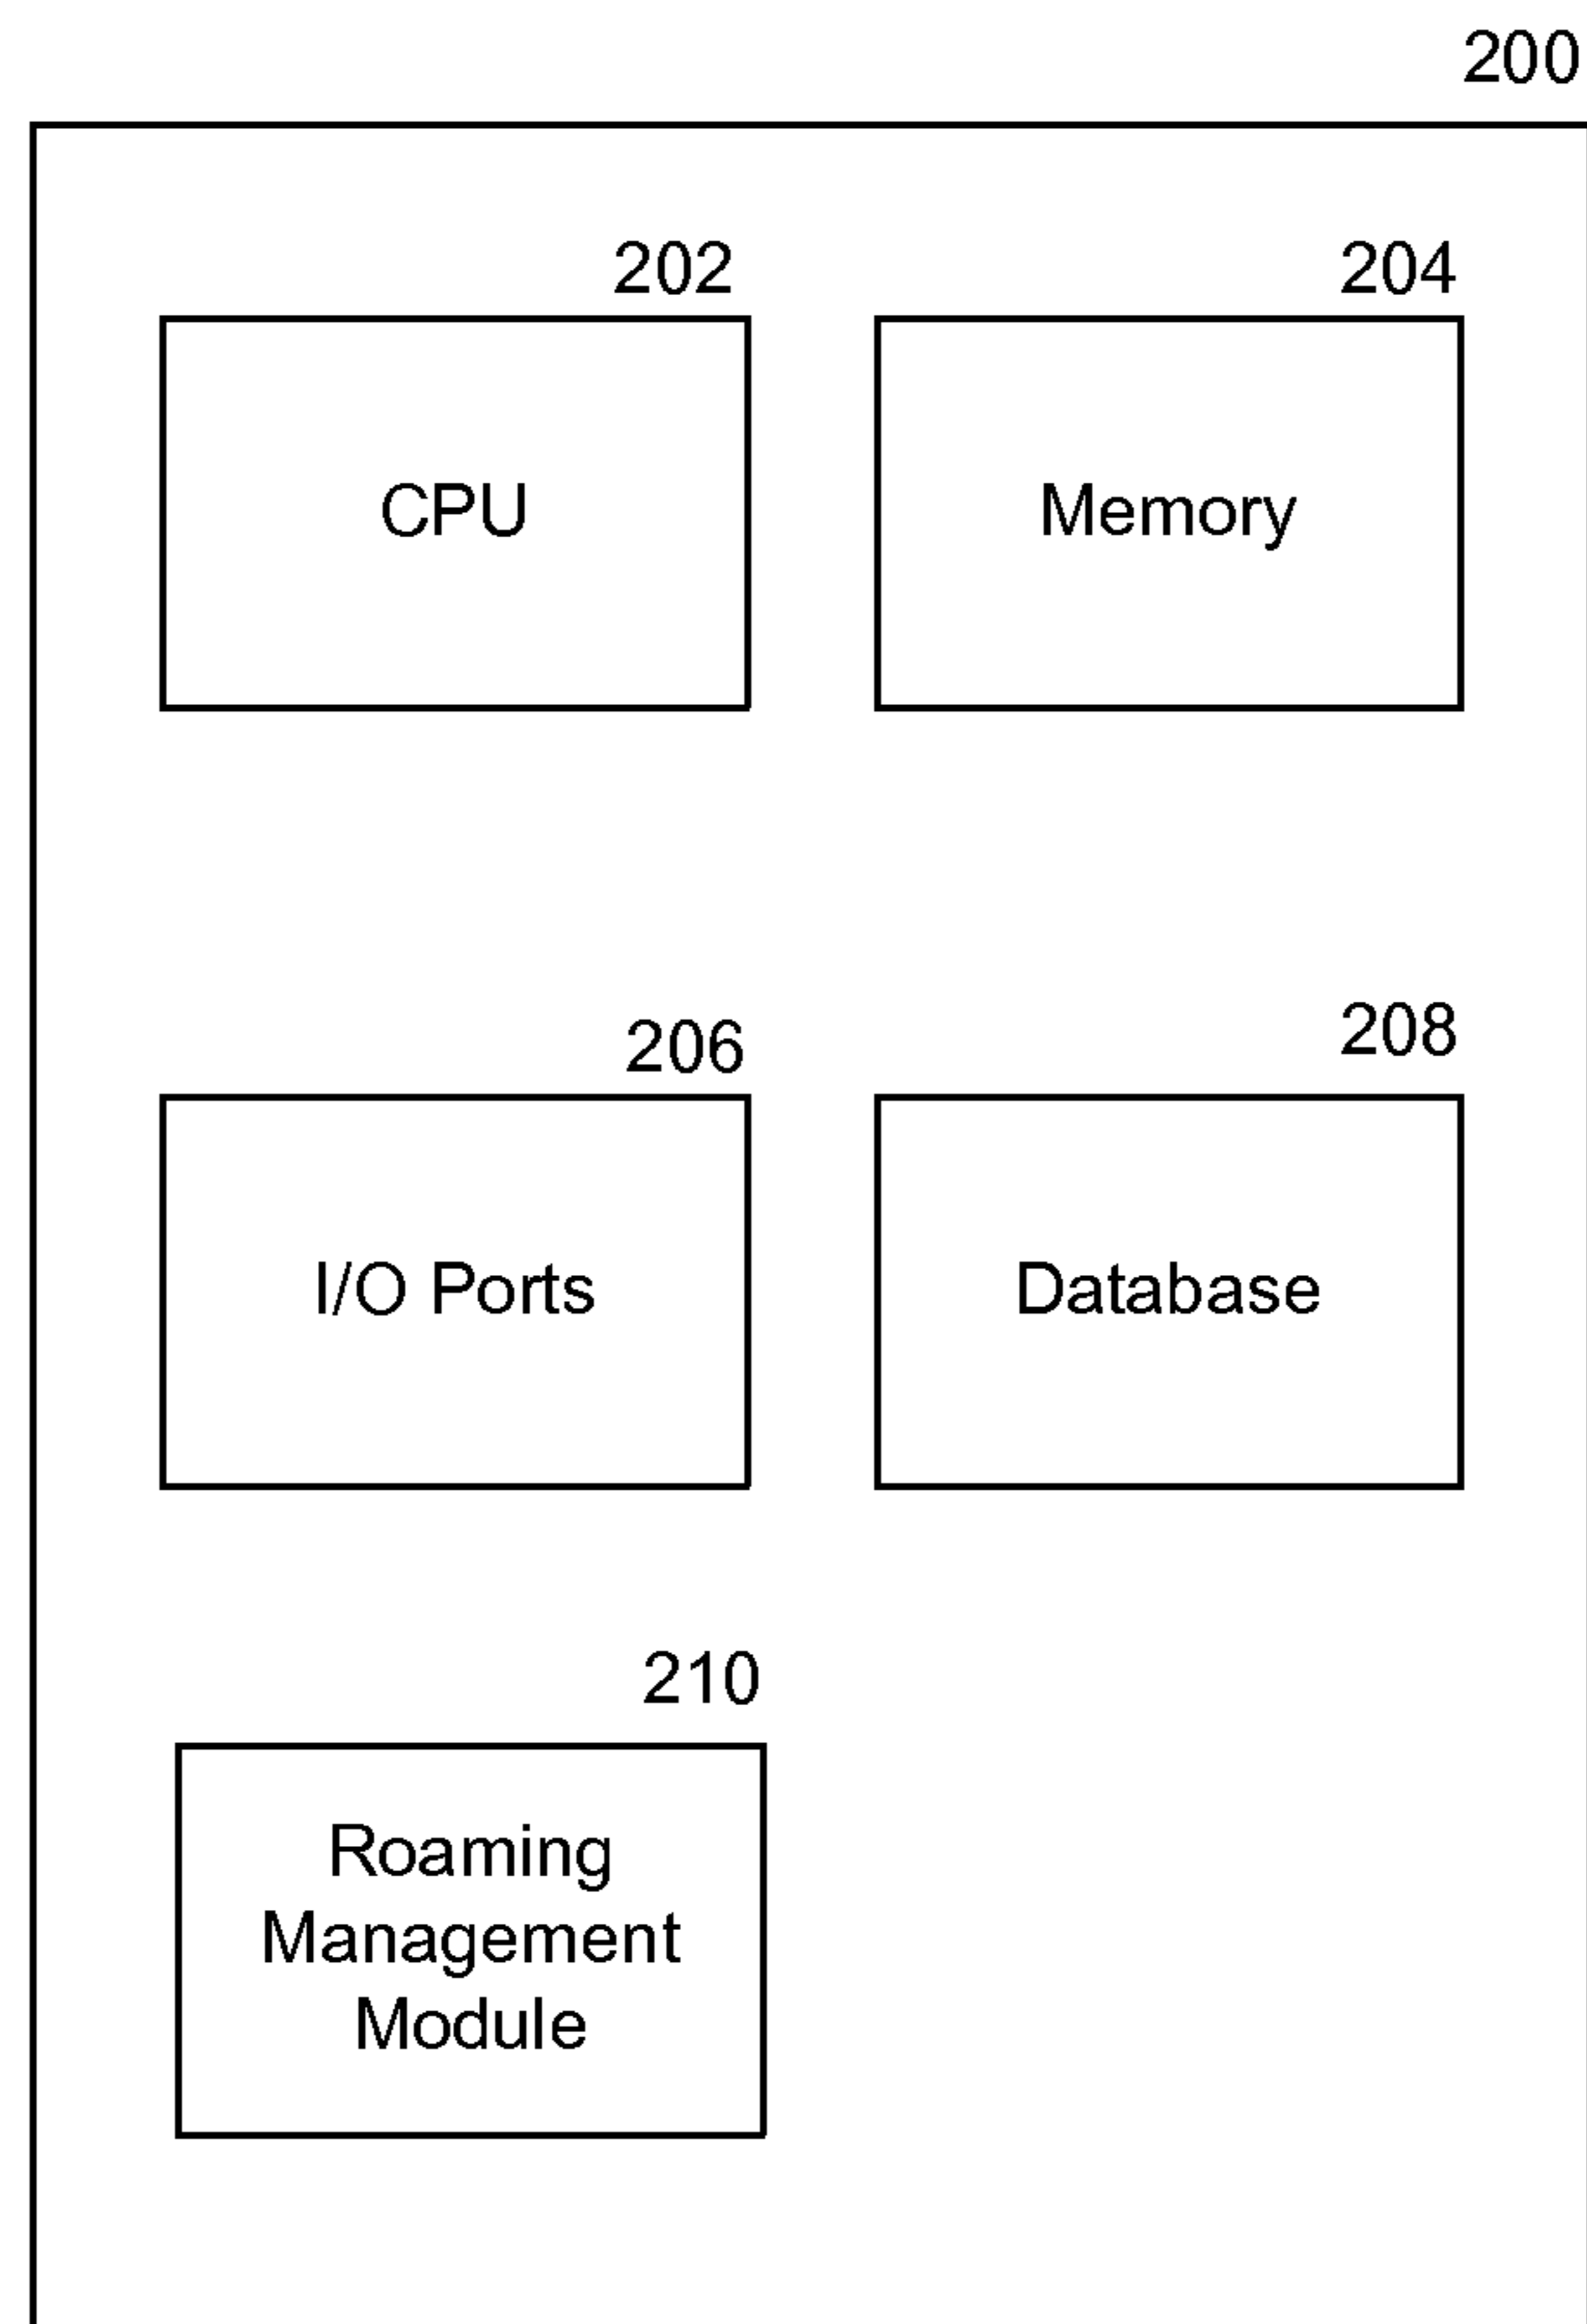 200
202
204
CPU
Memory
206
208
I/O Ports
Database
210
Roaming
Management
Module